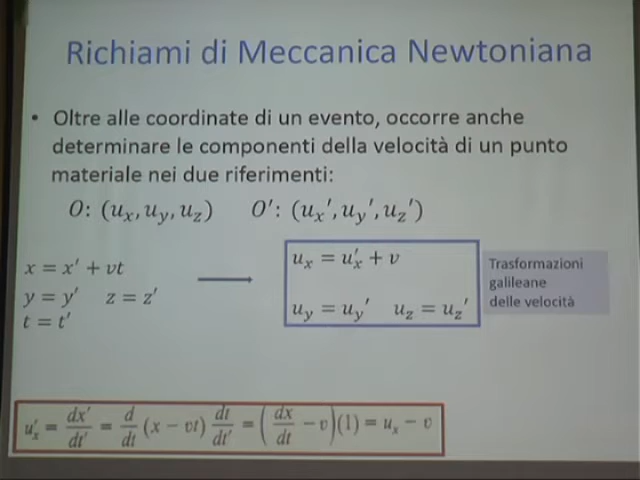 Richiami di Meccanica Newtoniana
• Oltre alle coordinate di un evento, occorre anche
determinare le componenti della velocità di un punto
materiale nei due riferimenti:
O: (uₓ, u_y, u_z) O′: (uₓ′, u_y′, u_z′)
x = x′ + vt
y = y′ z = z′
t = t′
uₓ = u′ₓ + v
u_y = u_y′ u_z = u_z′
Trasformazioni
galileane
delle velocità
u′ₓ = dx′/dt′ = d/dt (x − vt) dt/dt′ = (dx/dt − v)(1) = uₓ − v